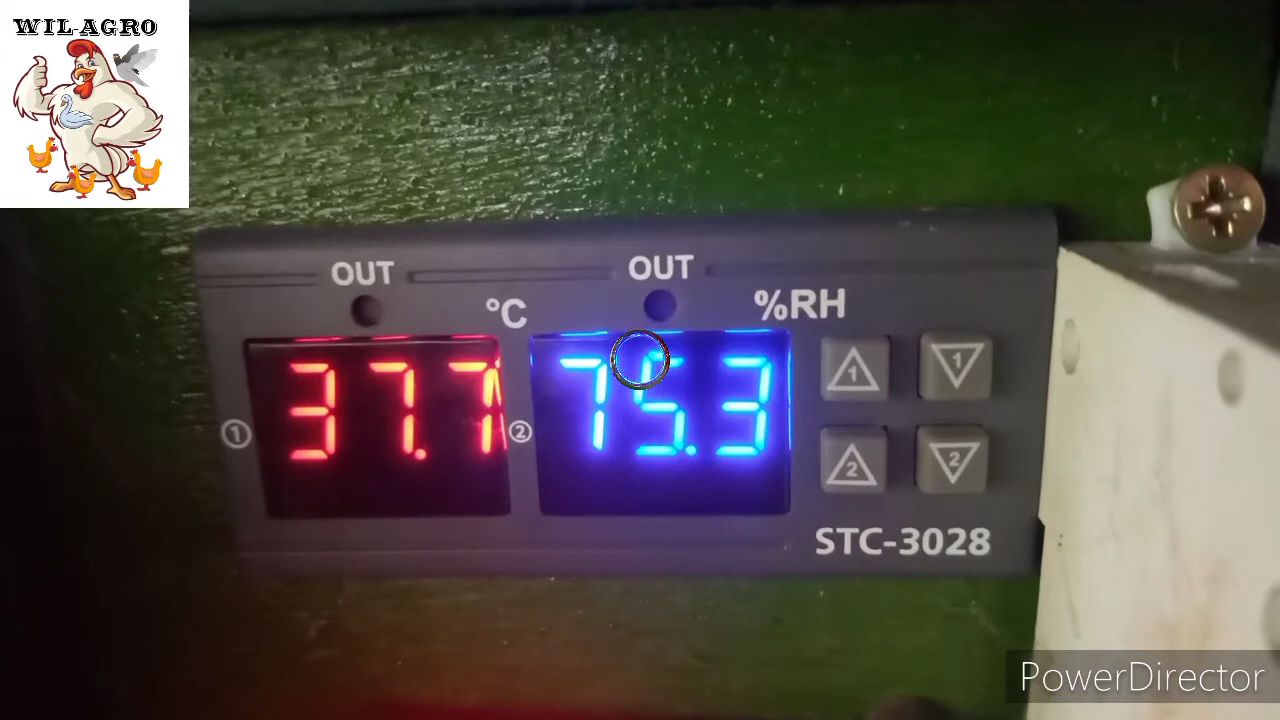 WIL-AGRO
OUT OUT
°C %RH
① 37.7 ② 75.3
1 1
2 2
STC-3028
PowerDirector